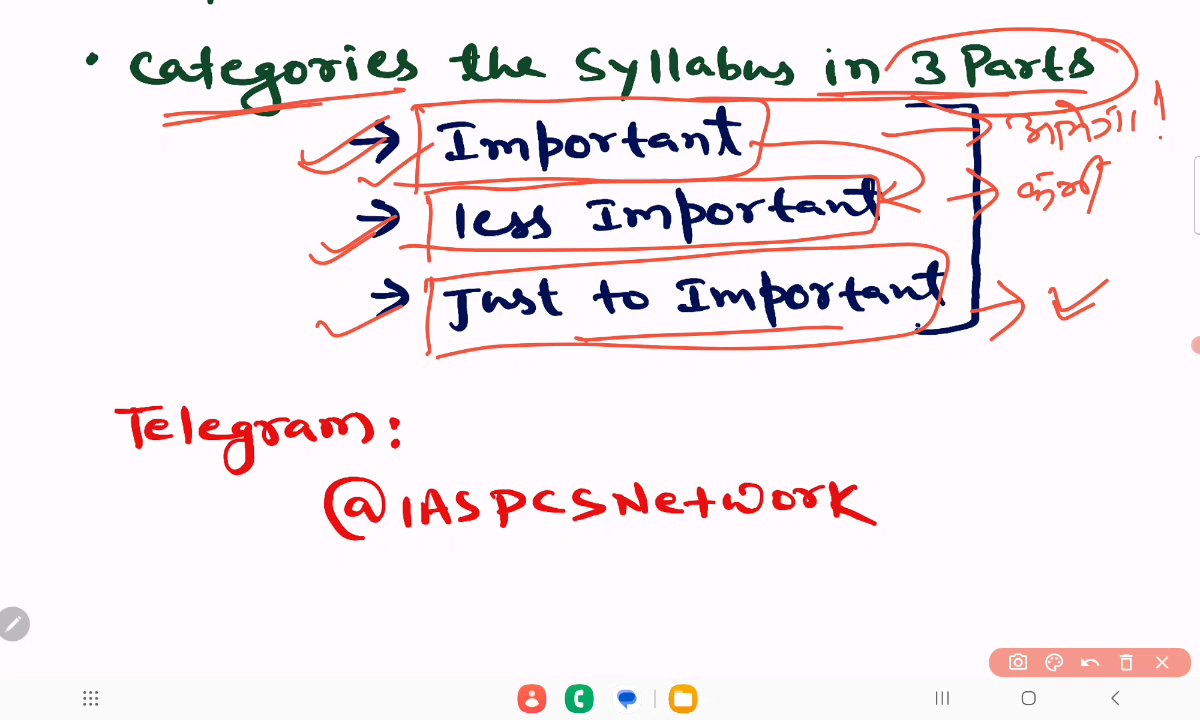 • Categories the Syllabus in 3 Parts
→ Important
→ less Important
→ Just to Important
Telegram:
@IASPCSNetwork